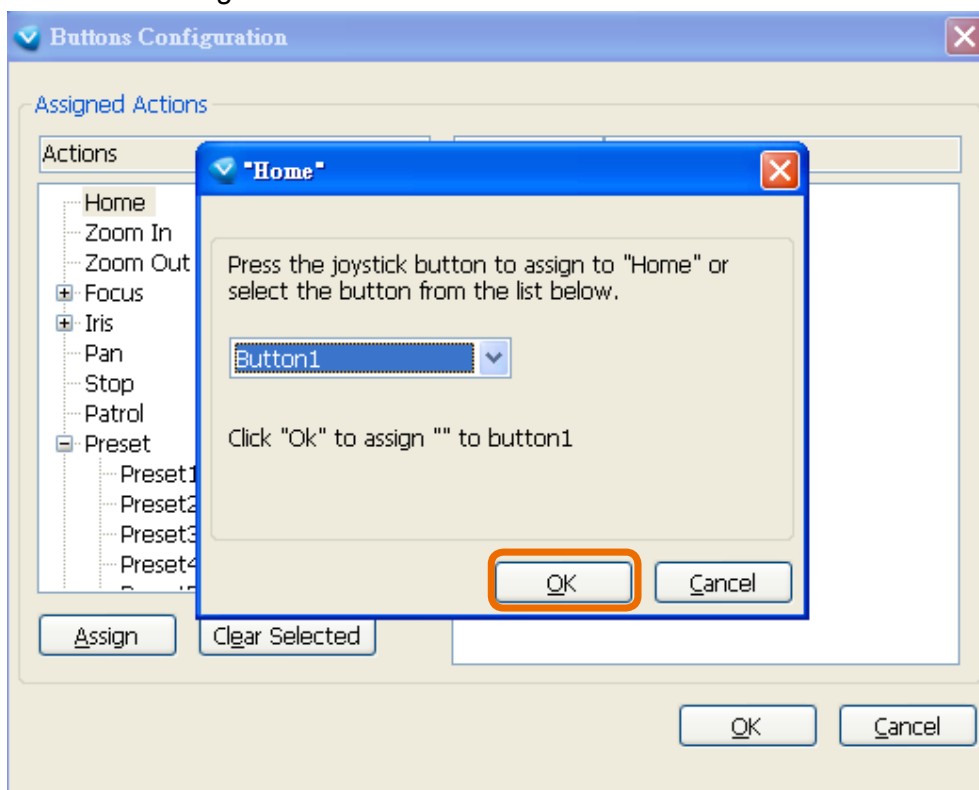 Buttons Configuration
Assigned Actions
Actions
Home
Zoom In
Zoom Out
Focus
Iris
Pan
Stop
Patrol
Preset
Preset1
Preset2
Preset3
Preset4
"Home"
Press the joystick button to assign to "Home" or
select the button from the list below.
Button1
Click "Ok" to assign "" to button1
OK
Cancel
Assign
Clear Selected
OK
Cancel